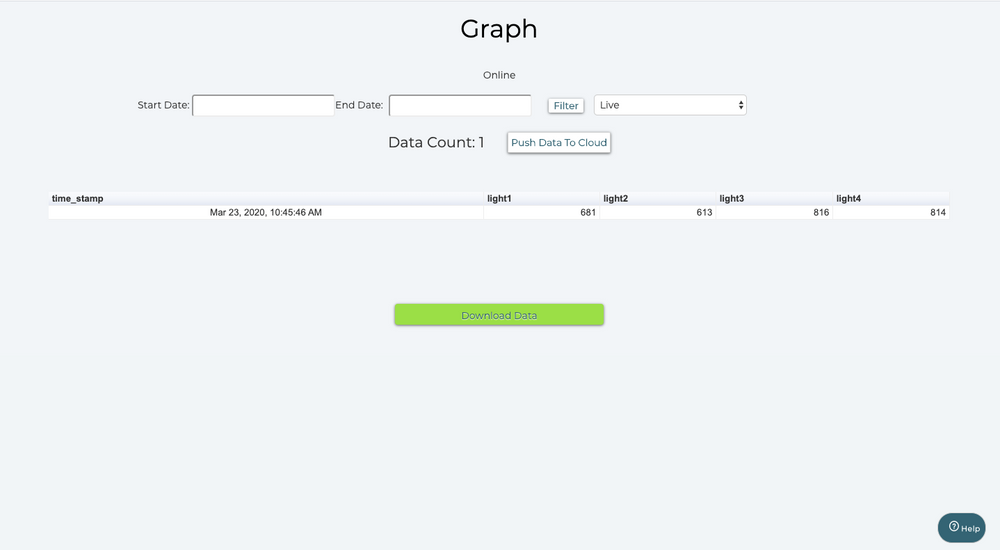 Graph
Online
Start Date: End Date: Filter Live
Data Count: 1 Push Data To Cloud
time_stamp light1 light2 light3 light4
Mar 23, 2020, 10:45:46 AM 681 613 816 814
Download Data
? Help